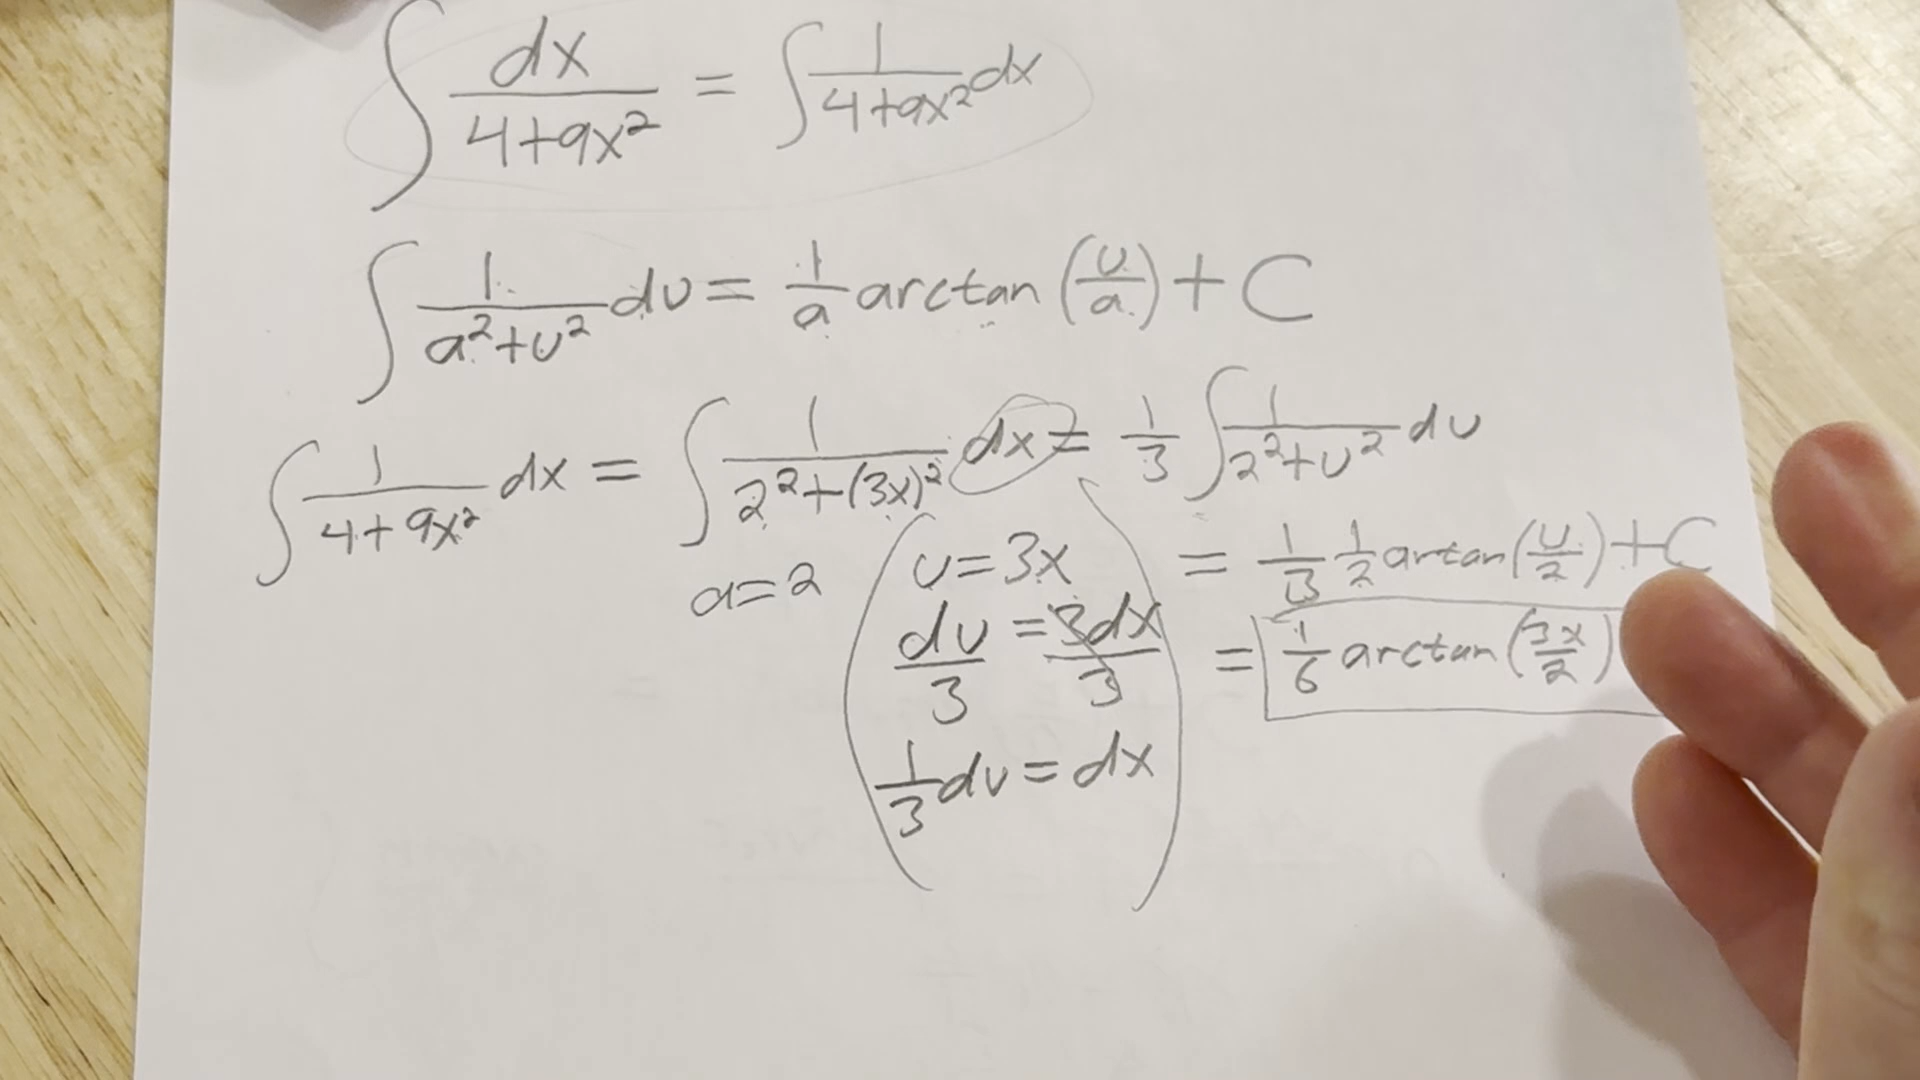 ∫ dx/(4+9x²) = ∫ 1/(4+9x²) dx
∫ 1/(a²+u²) du = 1/a arctan (u/a) + C
∫ 1/(4+9x²) dx = ∫ 1/(2²+(3x)²) dx = 1/3 ∫ 1/(2²+u²) du
a=2
u=3x
du/3 = 3dx/3
1/3 du = dx
= 1/3 1/2 artan(u/2)+C
= 1/6 arctan(3x/2)